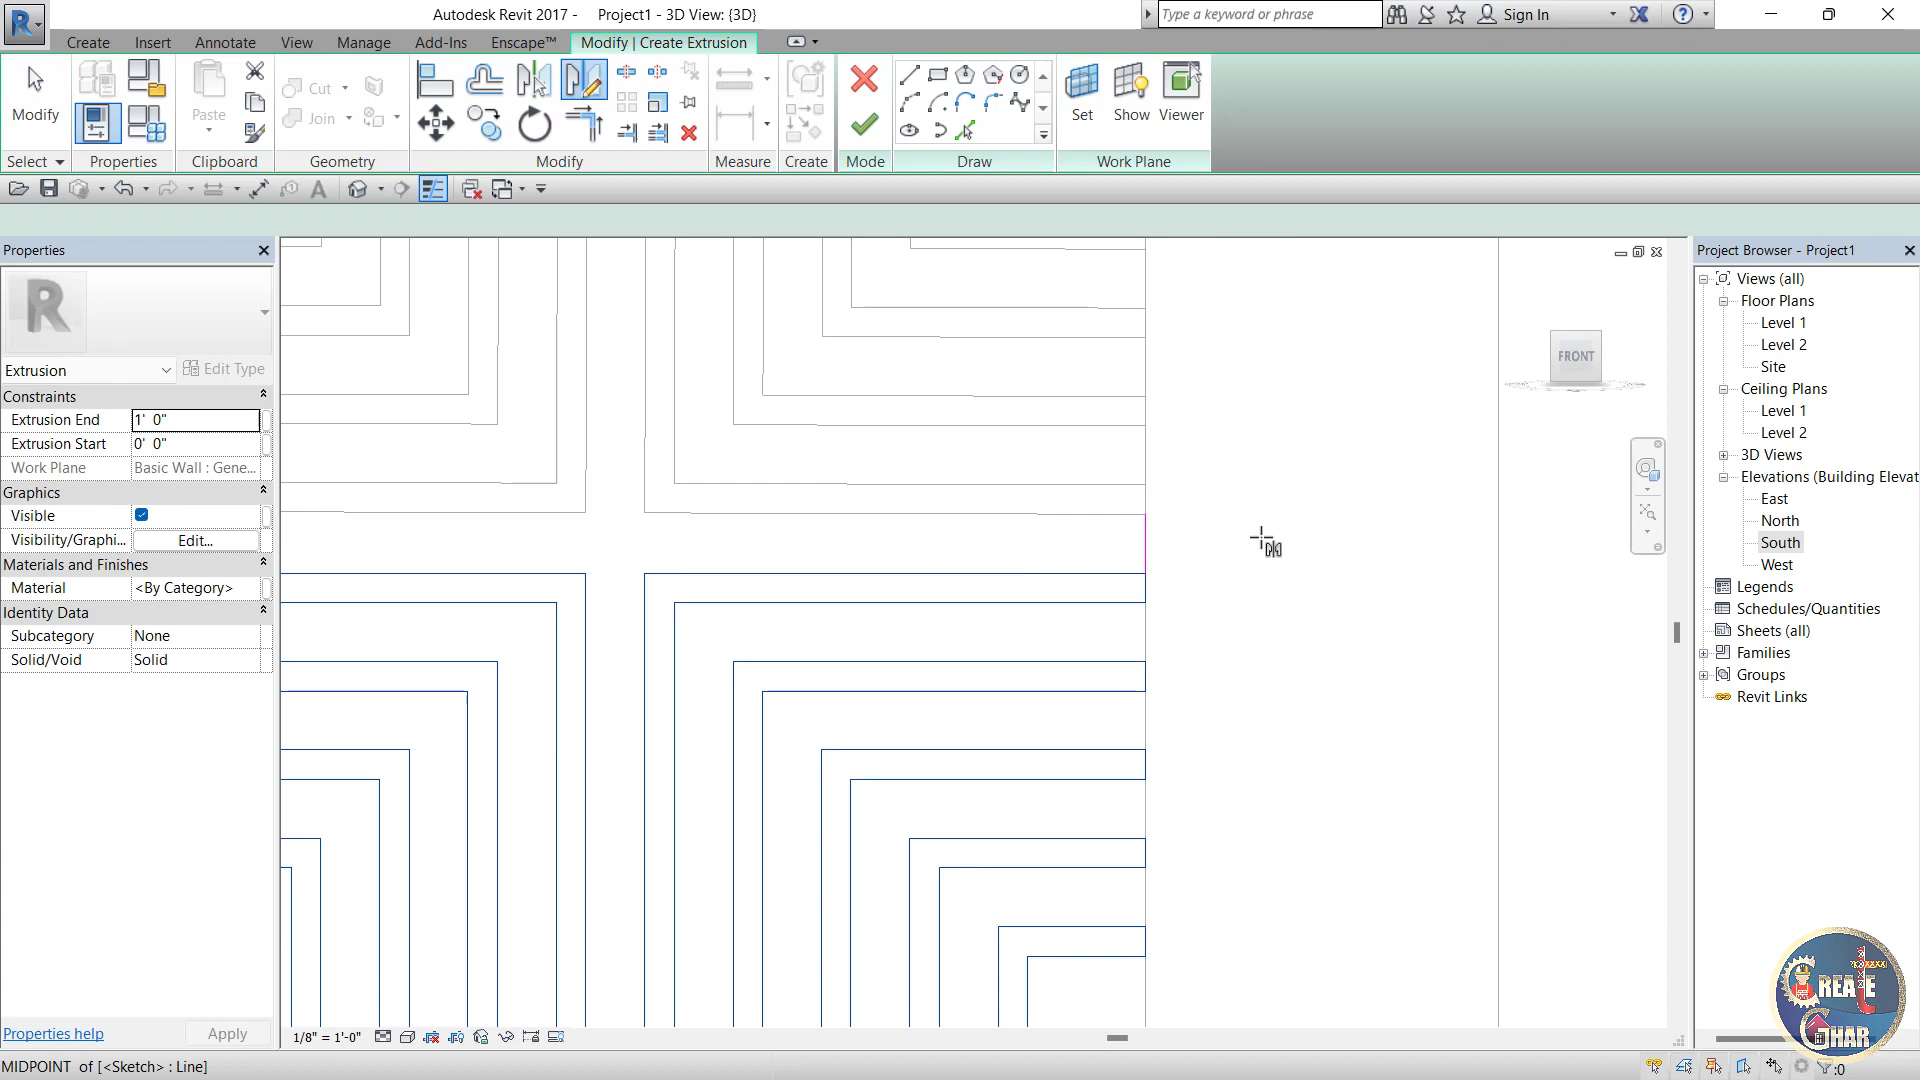 Autodesk Revit 2017 - Project1 - 3D View: {3D}
Type a keyword or phrase
Sign In
Create Insert Annotate View Manage Add-Ins Enscape™ Modify | Create Extrusion
Modify
Paste
Cut
Join
Set Show Viewer
Select Properties Clipboard Geometry Modify Measure Create Mode Draw Work Plane
Properties
R
Extrusion
Edit Type
Constraints
Extrusion End 1' 0"
Extrusion Start 0' 0"
Work Plane Basic Wall : Gene...
Graphics
Visible
Visibility/Graphi... Edit...
Materials and Finishes
Material <By Category>
Identity Data
Subcategory None
Solid/Void Solid
Properties help
Apply
FRONT
1/8" = 1'-0"
Project Browser - Project1
Views (all)
Floor Plans
Level 1
Level 2
Site
Ceiling Plans
Level 1
Level 2
3D Views
Elevations (Building Elevat
East
North
South
West
Legends
Schedules/Quantities
Sheets (all)
Families
Groups
Revit Links
CREATE
GHAR
MIDPOINT of [<Sketch> : Line]
:0